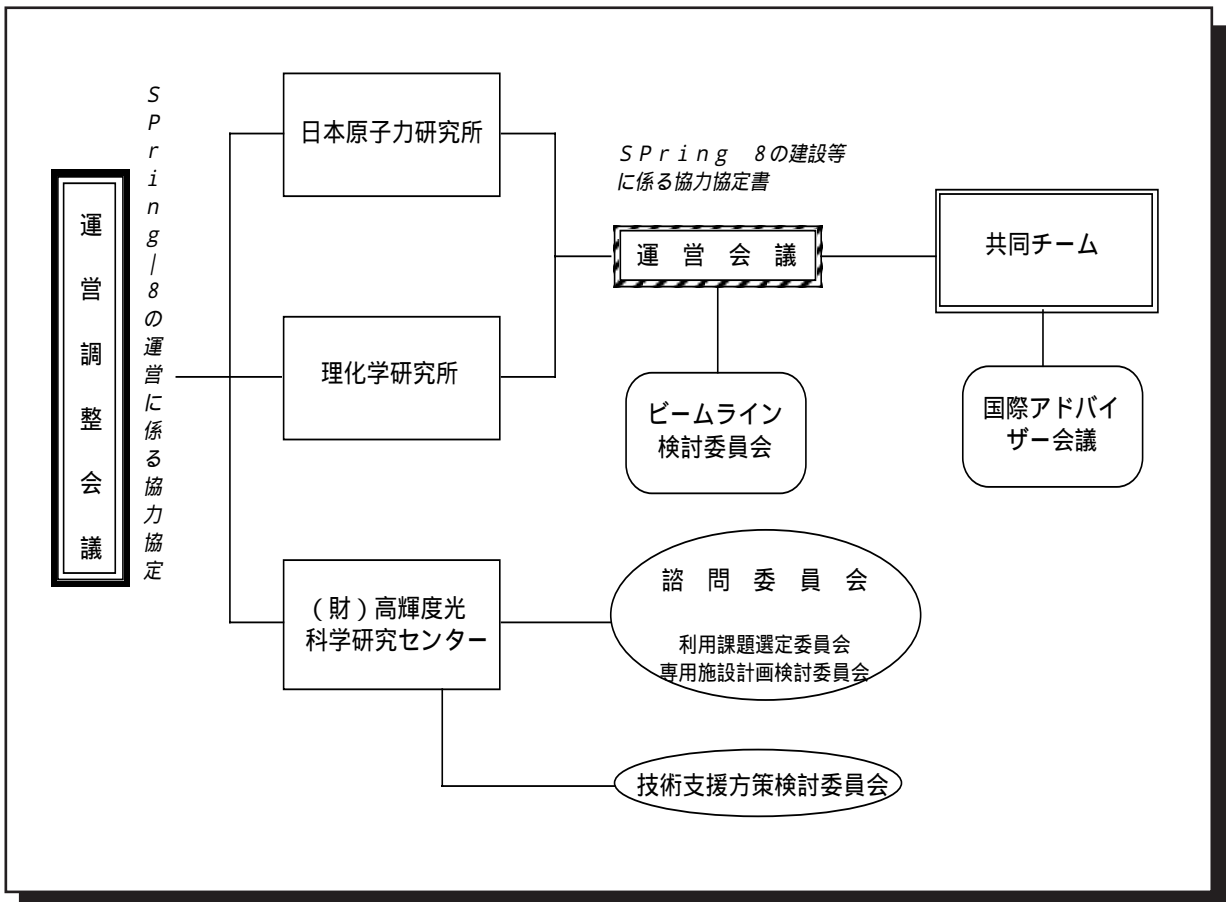 運営調整会議
SPring|8の運営に係る協力協定
日本原子力研究所
理化学研究所
(財)高輝度光
科学研究センター
SPring 8の建設等
に係る協力協定書
運営会議
共同チーム
ビームライン
検討委員会
国際アドバイ
ザー会議
諮問委員会
利用課題選定委員会
専用施設計画検討委員会
技術支援方策検討委員会